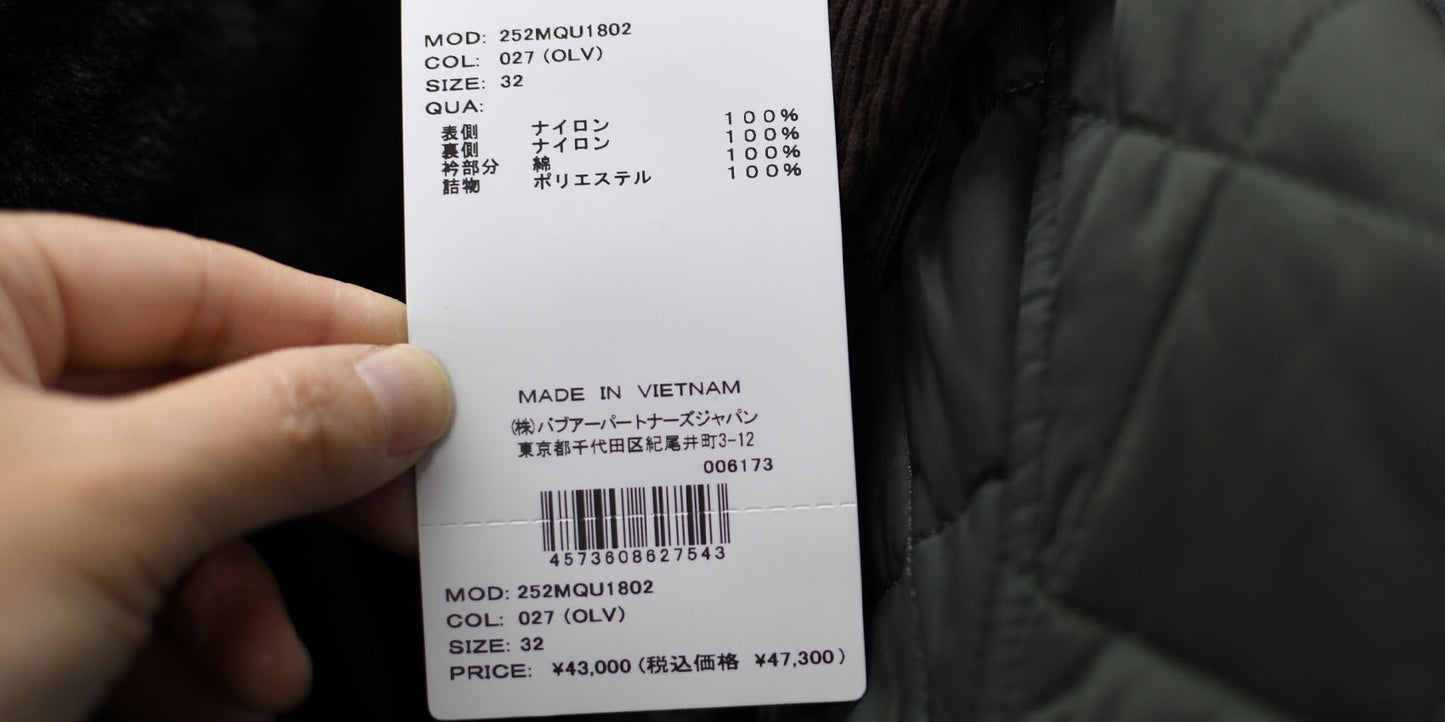 MOD: 252MQU1802
COL: 027 (OLV)
SIZE: 32
QUA:
表側 ナイロン 100%
裏側 ナイロン 100%
衿部分 綿 100%
詰物 ポリエステル 100%
MADE IN VIETNAM
㈱バブアーパートナーズジャパン
東京都千代田区紀尾井町3-12
006173
4573608627543
MOD: 252MQU1802
COL: 027 (OLV)
SIZE: 32
PRICE: ¥43,000 (税込価格 ¥47,300)